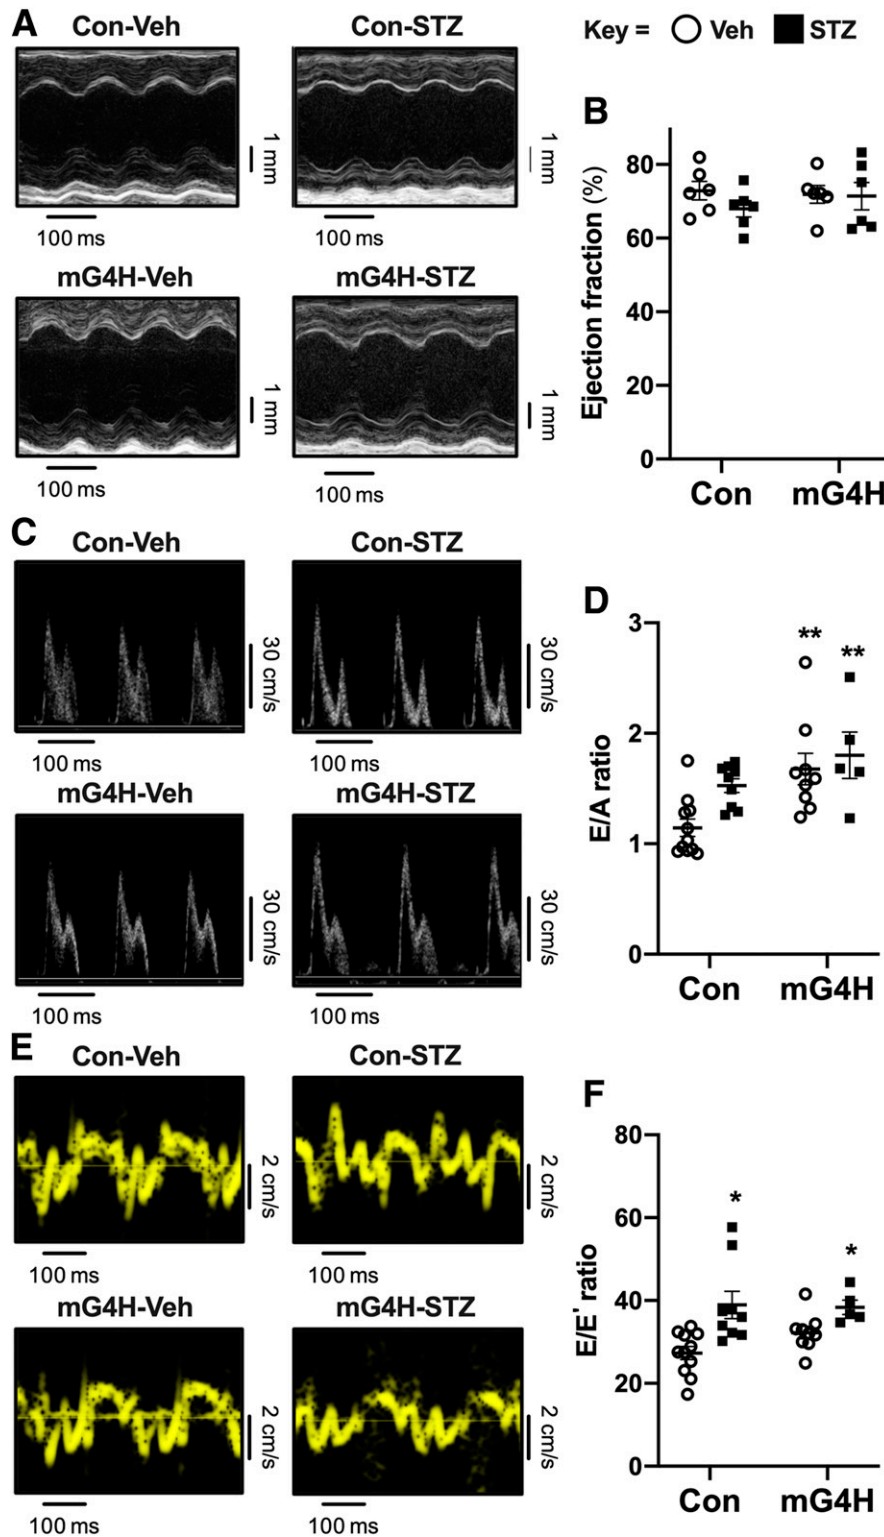 A
Con-Veh
Con-STZ
Key = Veh STZ
1 mm
1 mm
100 ms
100 ms
mG4H-Veh
mG4H-STZ
1 mm
1 mm
100 ms
100 ms
B
Ejection fraction (%)
80
60
40
20
0
Con
mG4H
C
Con-Veh
Con-STZ
30 cm/s
30 cm/s
100 ms
100 ms
mG4H-Veh
mG4H-STZ
30 cm/s
30 cm/s
100 ms
100 ms
D
E/A ratio
3
2
1
0
**
**
Con
mG4H
E
Con-Veh
Con-STZ
2 cm/s
2 cm/s
100 ms
100 ms
mG4H-Veh
mG4H-STZ
2 cm/s
2 cm/s
100 ms
100 ms
F
E/E' ratio
80
60
40
20
0
*
*
Con
mG4H